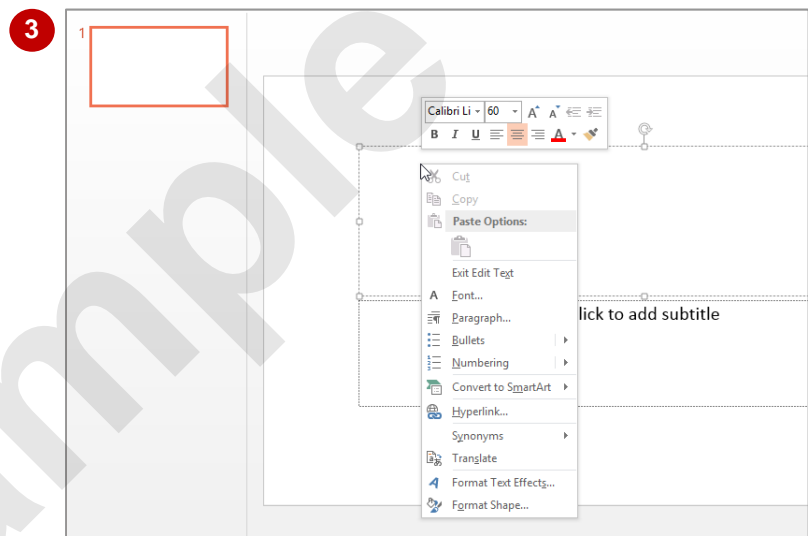 3
1
Calibri Li 60 A A
B I U A
Cut
Copy
Paste Options:
Exit Edit Text
A Font...
Paragraph...
Bullets
Numbering
Convert to SmartArt
Hyperlink...
Synonyms
Translate
A Format Text Effects...
Format Shape...
lick to add subtitle
ample